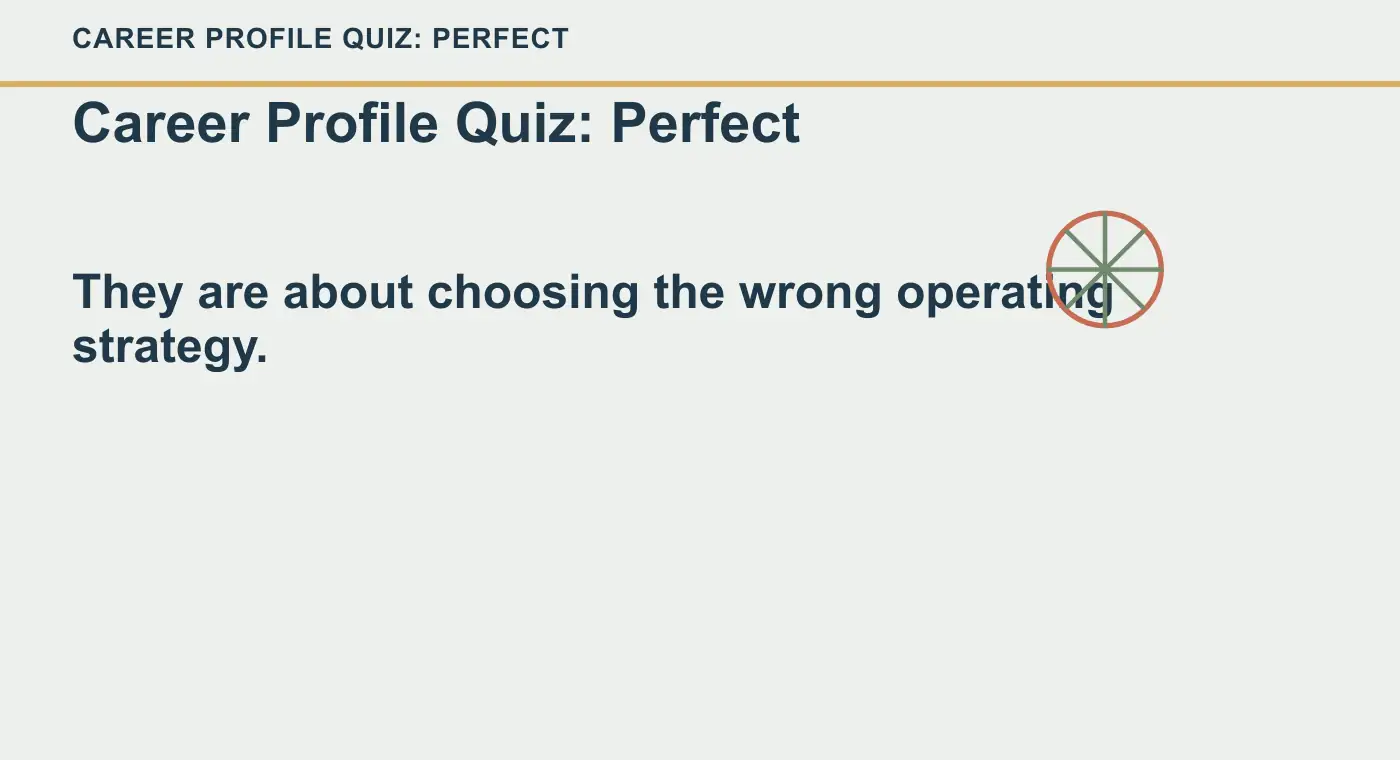 CAREER PROFILE QUIZ: PERFECT
Career Profile Quiz: Perfect
They are about choosing the wrong operating
strategy.